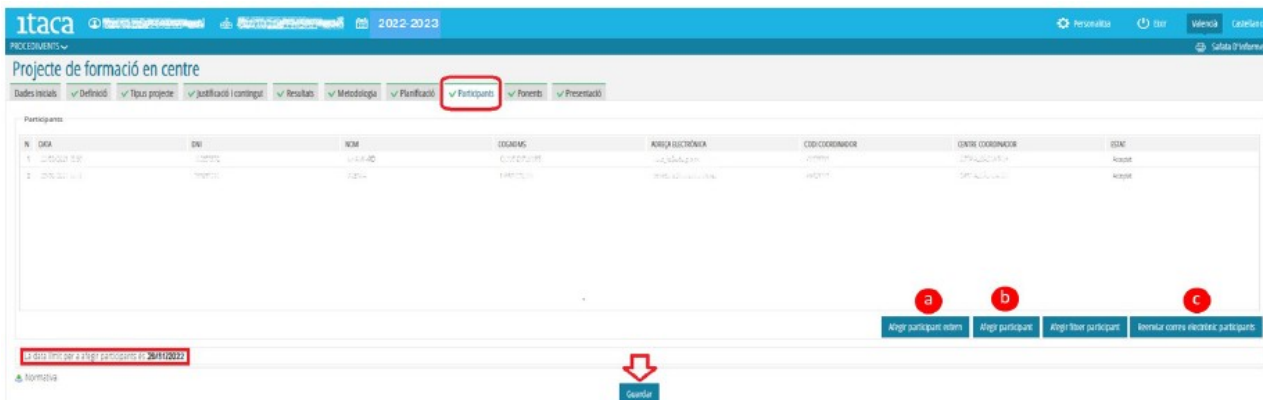 itaca 2022-2023 Personalitza Eixir Valencià Castellano
PROCEDIMENTS Safata D'informe
Projecte de formació en centre
Dades inicials Definició Tipus projecte Justificació i contingut Resultats Metodologia Planificació Participants Ponents Presentació
Participants
N DATA DNI NOM COGNOMS ADREÇA ELECTRÒNICA CODI COORDINADOR CENTRE COORDINADOR ESTAT
1 Acceptat
2 Acceptat
a b c
Afegir participant extern Afegir participant Afegir fitxer participant Reenviar correu electrònic participants
La data límit per a afegir participants és 25/11/2022
Normativa
Guardar